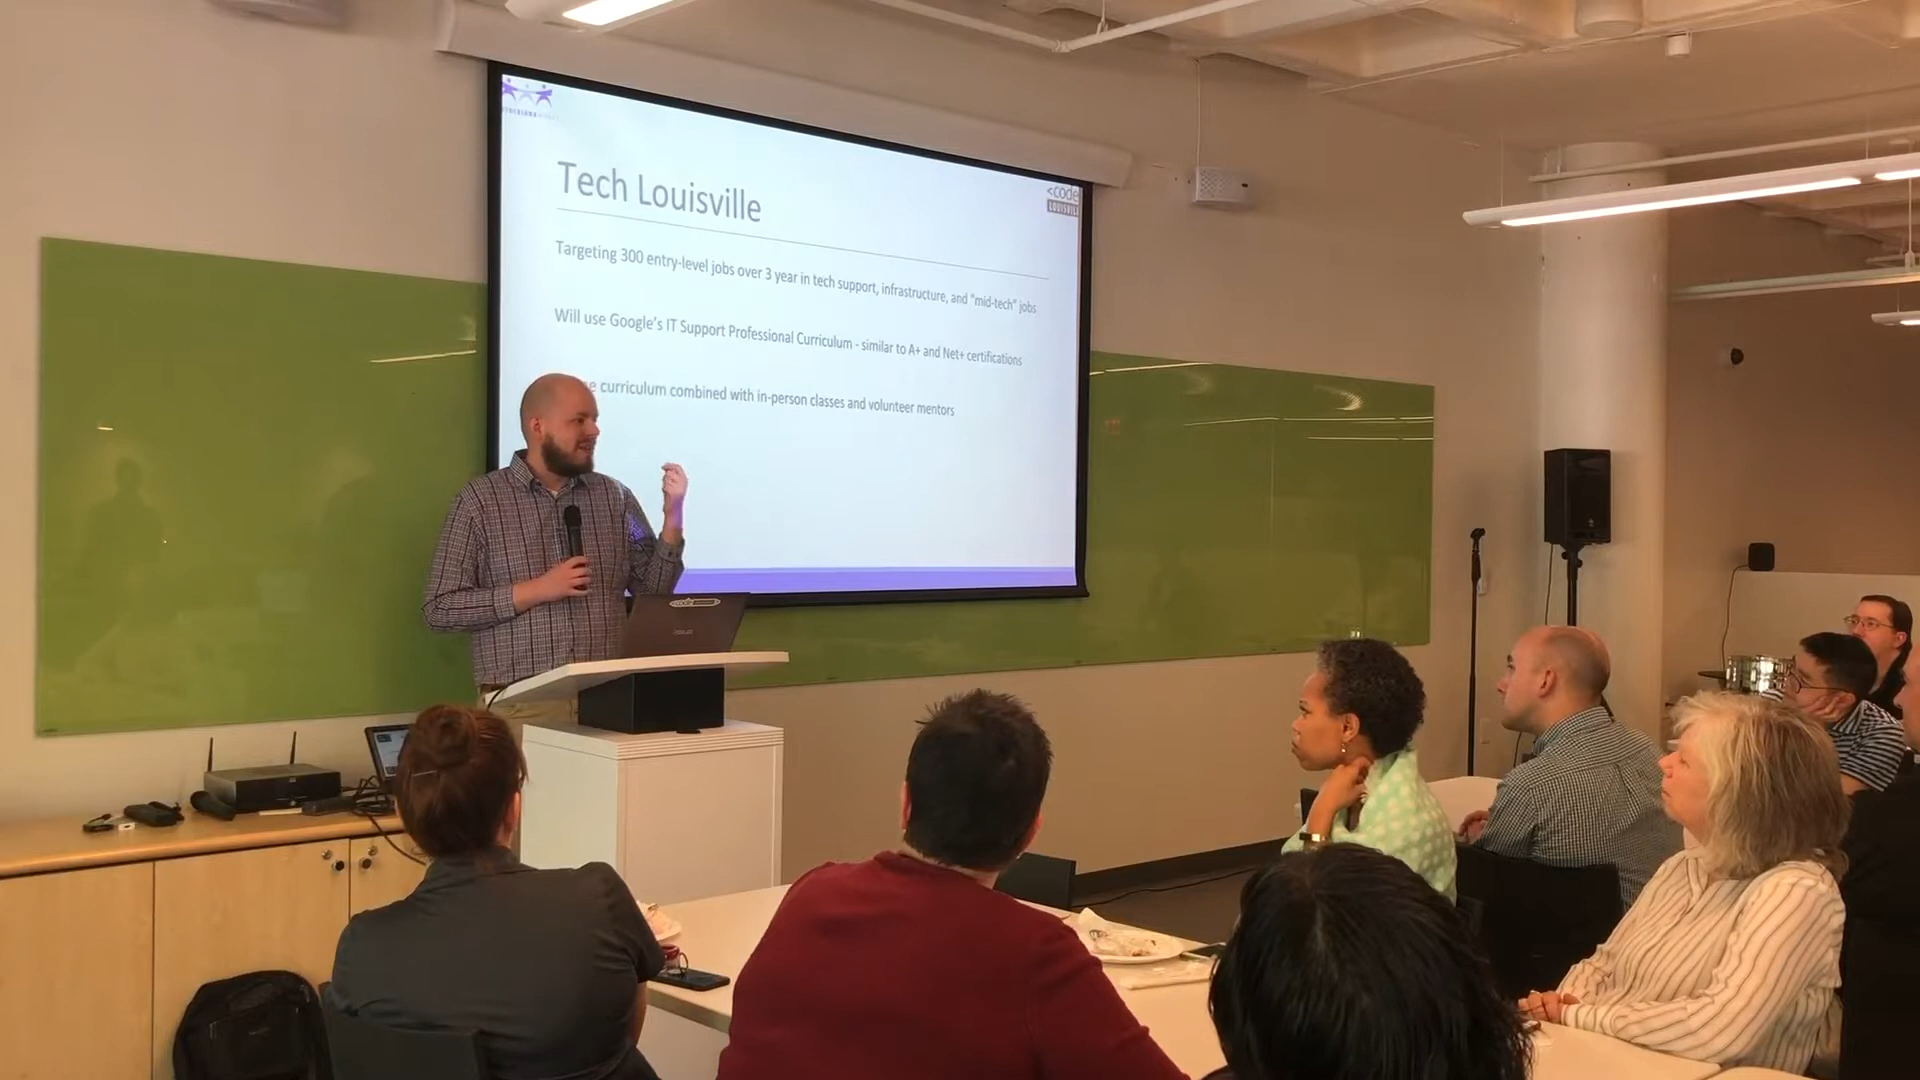 <code
LOUISVILLE
Tech Louisville
Targeting 300 entry-level jobs over 3 year in tech support, infrastructure, and "mid-tech" jobs
Will use Google's IT Support Professional Curriculum - similar to A+ and Net+ certifications
curriculum combined with in-person classes and volunteer mentors
ASUS